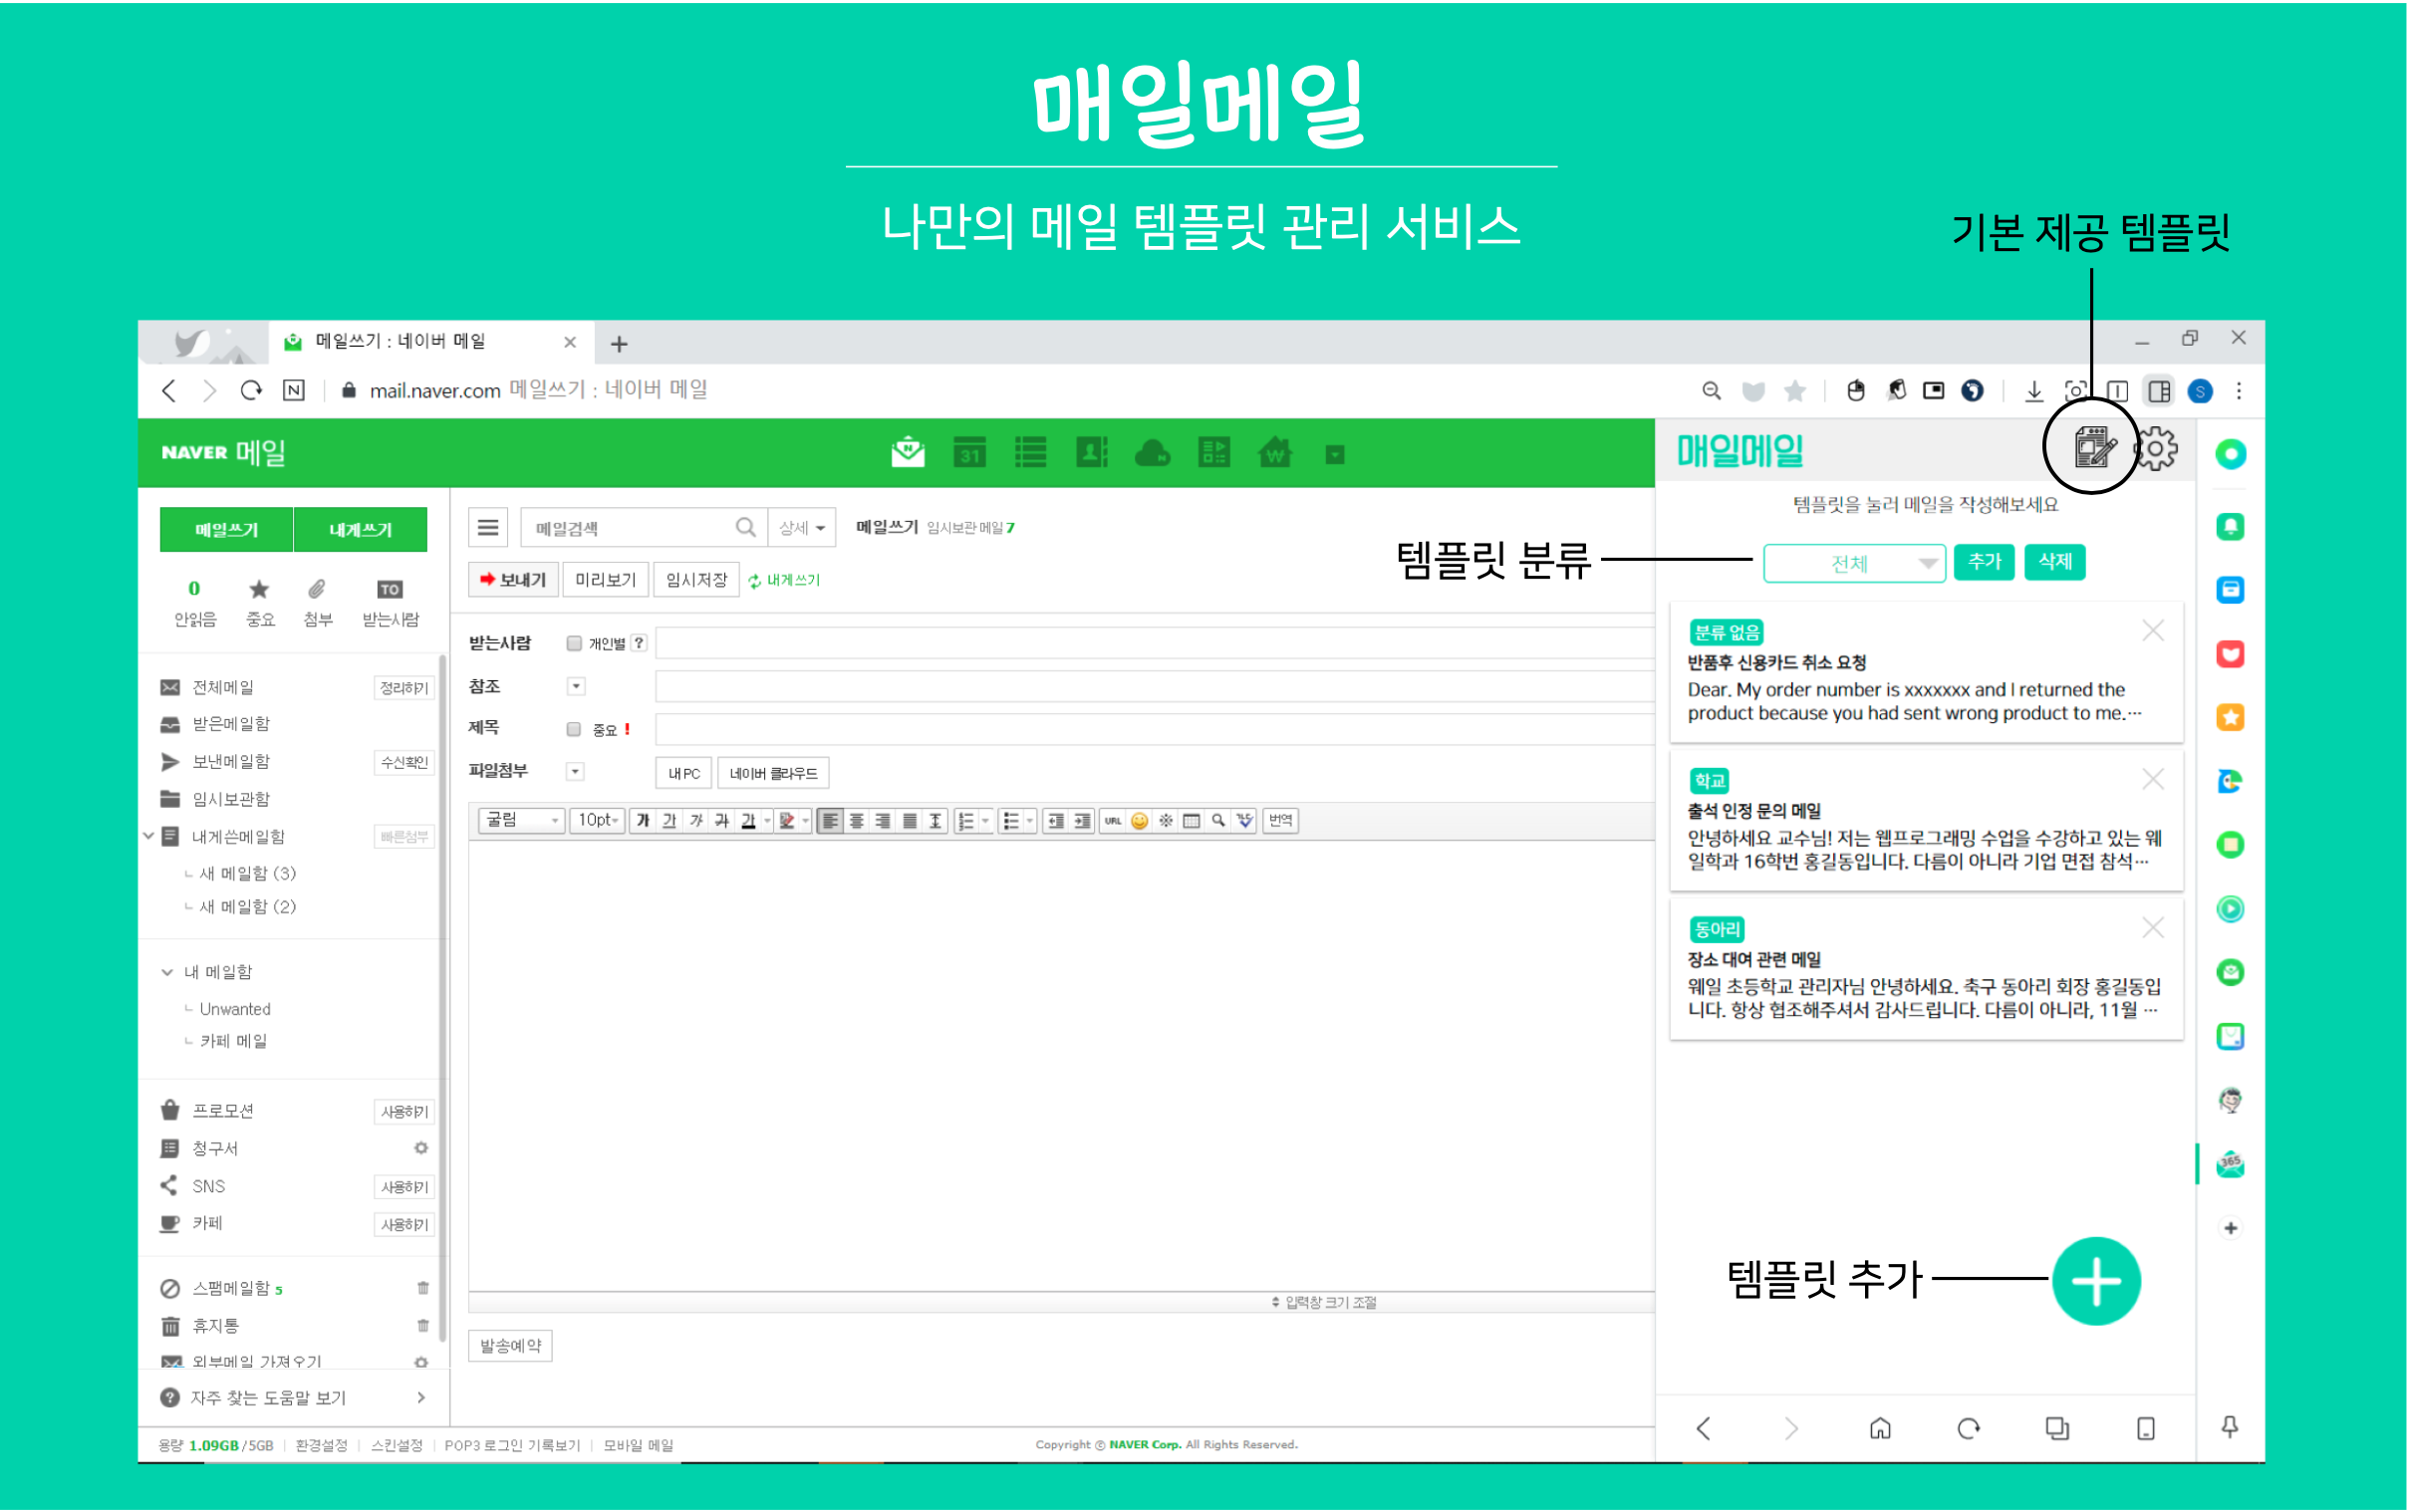 매일메일
나만의 메일 템플릿 관리 서비스
기본 제공 템플릿
메일쓰기 : 네이버 메일
mail.naver.com 메일쓰기 : 네이버 메일
NAVER 메일
31
매일메일
메일쓰기 내게쓰기
0
TO
안읽음 중요 첨부 받는사람
전체메일 정리하기
받은메일함
보낸메일함 수신확인
임시보관함
내게쓴메일함 빠른첨부
새 메일함 (3)
새 메일함 (2)
내 메일함
Unwanted
카페 메일
프로모션 사용하기
청구서
SNS 사용하기
카페 사용하기
스팸메일함 5
휴지통
외부메일 가져오기
자주 찾는 도움말 보기
메일검색 상세 메일쓰기 임시보관메일 7
보내기 미리보기 임시저장 내게쓰기
받는사람 개인별 ?
참조
제목 중요 !
파일첨부 내 PC 네이버 클라우드
굴림 10pt 가 가 가 가 가 URL 번역
입력창 크기 조절
발송예약
템플릿을 눌러 메일을 작성해보세요
템플릿 분류
전체 추가 삭제
분류 없음
반품후 신용카드 취소 요청
Dear. My order number is xxxxxxx and I returned the
product because you had sent wrong product to me.…
학교
출석 인정 문의 메일
안녕하세요 교수님! 저는 웹프로그래밍 수업을 수강하고 있는 웨
일학과 16학번 홍길동입니다. 다름이 아니라 기업 면접 참석…
동아리
장소 대여 관련 메일
웨일 초등학교 관리자님 안녕하세요. 축구 동아리 회장 홍길동입
니다. 항상 협조해주셔서 감사드립니다. 다름이 아니라, 11월 …
365
템플릿 추가
용량 1.09GB/5GB 환경설정 스킨설정 POP3 로그인 기록보기 모바일 메일
Copyright © NAVER Corp. All Rights Reserved.